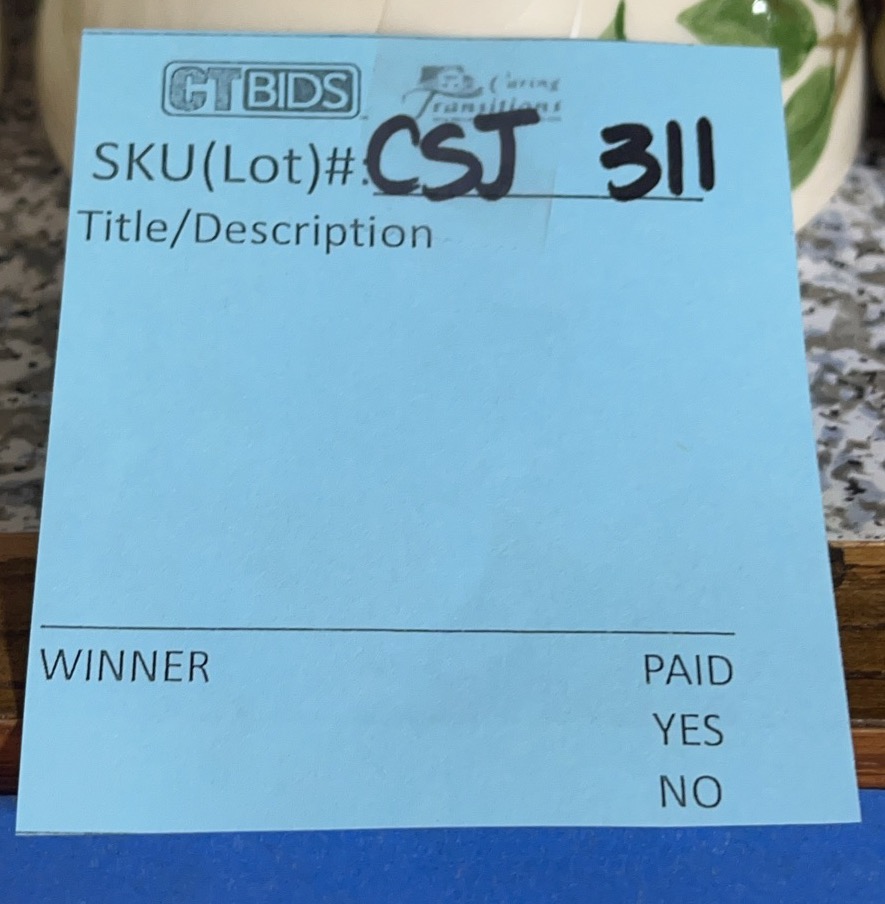 CTBIDS Caring
Transitions
SKU(Lot)#: CSJ 311
Title/Description
WINNER PAID
YES
NO